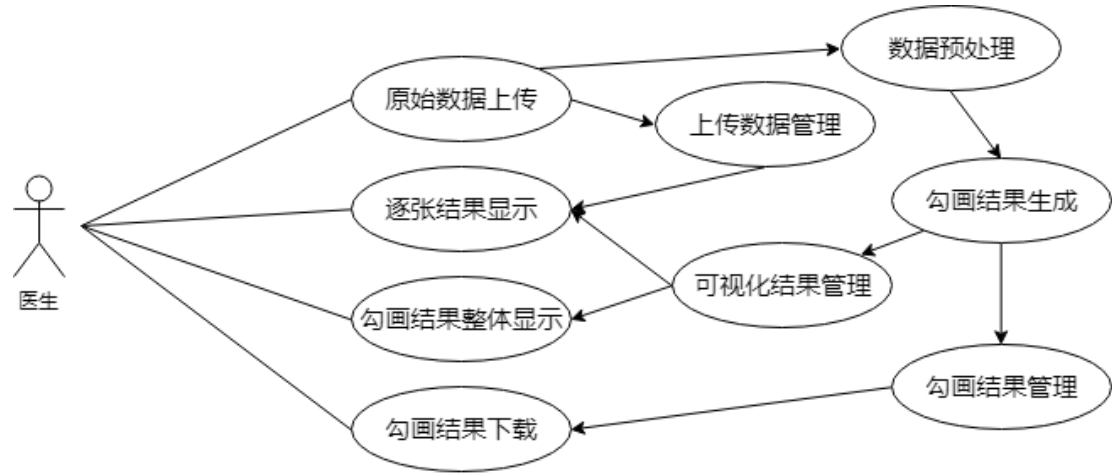 数据预处理
原始数据上传
上传数据管理
逐张结果显示
勾画结果生成
可视化结果管理
医生
勾画结果整体显示
勾画结果管理
勾画结果下载